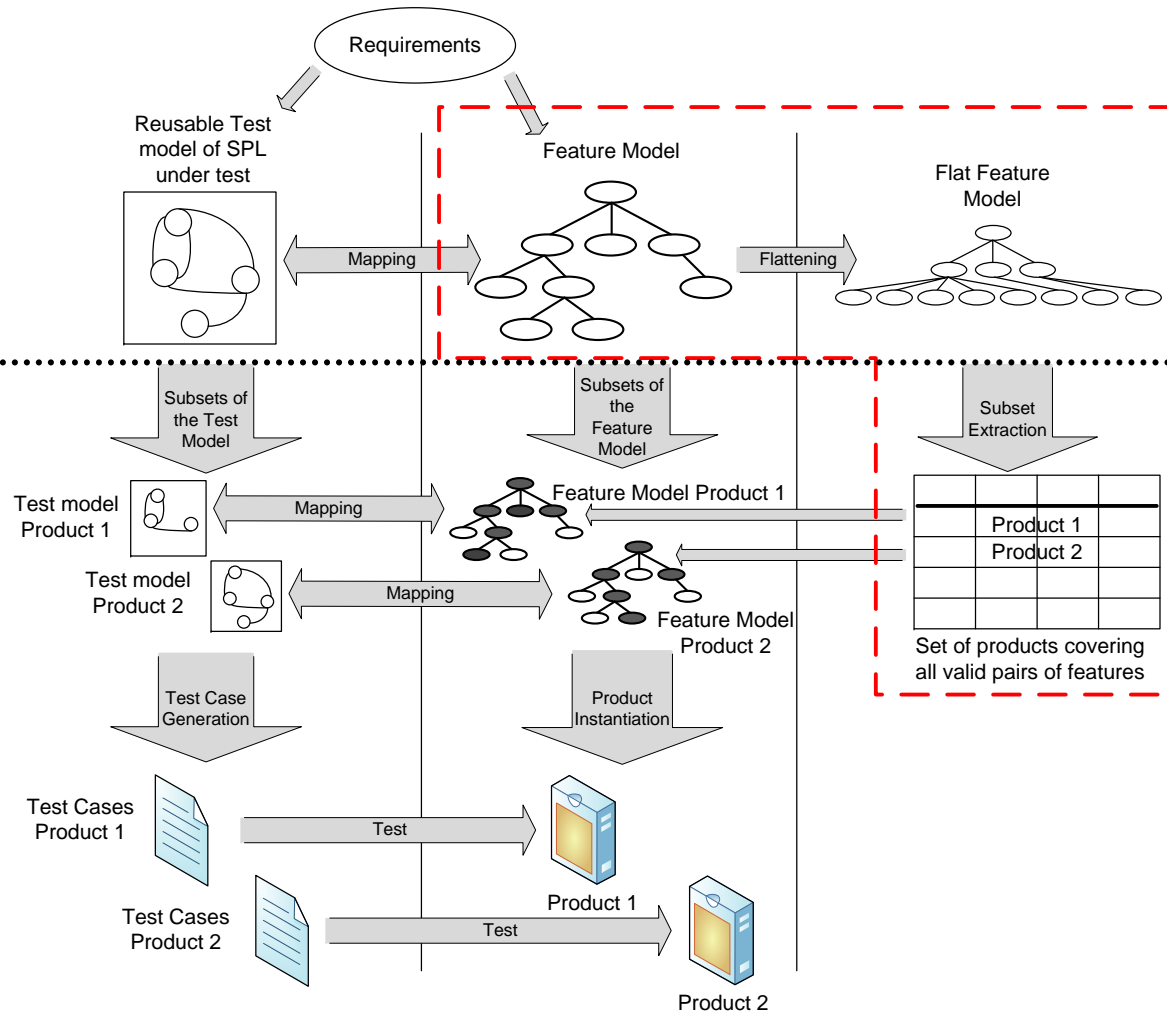 Requirements
Reusable Test
model of SPL
under test
Feature Model
Flat Feature
Model
Mapping
Flattening
Subsets of
the Test
Model
Subsets of
the
Feature
Model
Subset
Extraction
Test model
Product 1
Mapping
Feature Model Product 1
Product 1
Product 2
Test model
Product 2
Mapping
Feature Model
Product 2
Set of products covering
all valid pairs of features
Test Case
Generation
Product
Instantiation
Test Cases
Product 1
Test
Product 1
Test Cases
Product 2
Test
Product 2